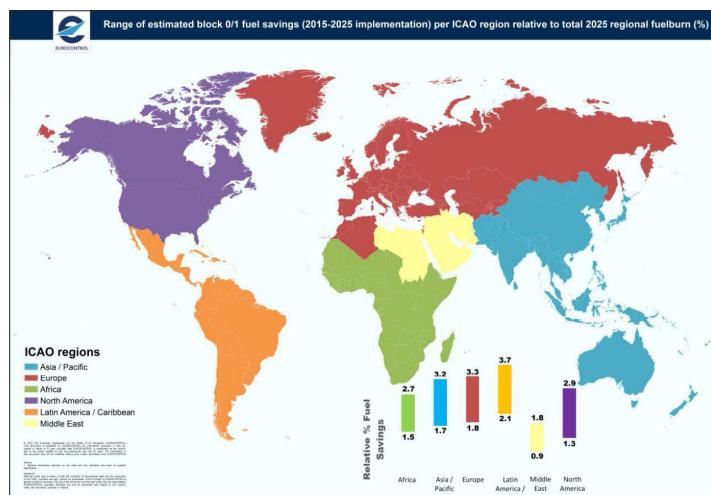 Range of estimated block 0/1 fuel savings (2015-2025 implementation) per ICAO region relative to total 2025 regional fuelburn (%)
EUROCONTROL
ICAO regions
Asia / Pacific
Europe
Africa
North America
Latin America / Caribbean
Middle East
Relative % Fuel
Savings
2.7
1.5
Africa
3.2
1.7
Asia /
Pacific
3.3
1.8
Europe
3.7
2.1
Latin
America /
1.8
0.9
Middle
East
2.9
1.3
North
America